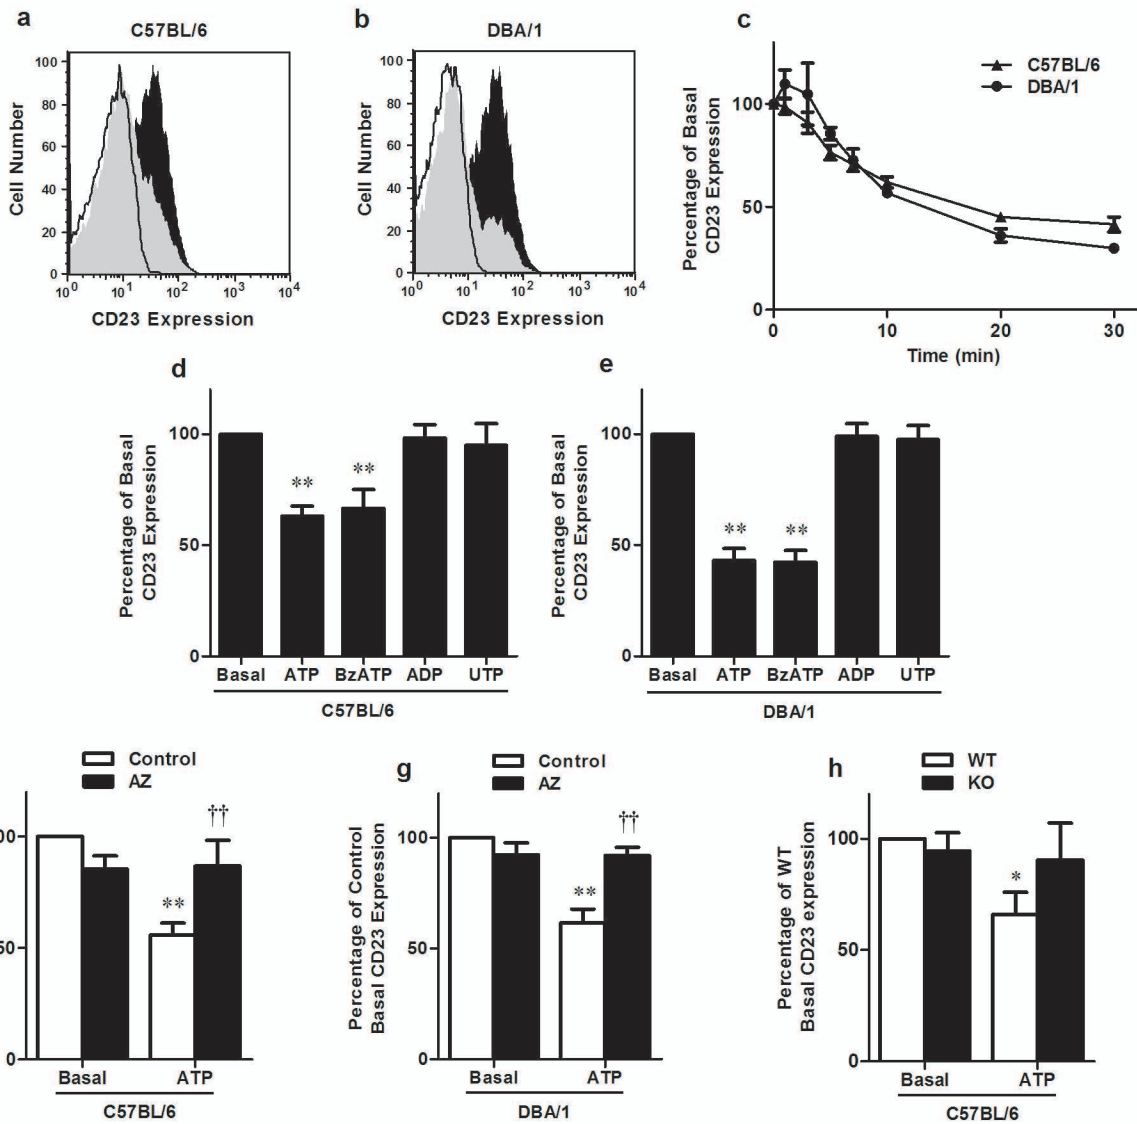 a
C57BL/6
Cell Number
100
80
60
40
20
0
10^0 10^1 10^2 10^3 10^4
CD23 Expression
b
DBA/1
Cell Number
100
80
60
40
20
0
10^0 10^1 10^2 10^3 10^4
CD23 Expression
c
Percentage of Basal
CD23 Expression
C57BL/6
DBA/1
100
50
0
0 10 20 30
Time (min)
d
Percentage of Basal
CD23 Expression
100
50
0
**
**
Basal ATP BzATP ADP UTP
C57BL/6
e
Percentage of Basal
CD23 Expression
100
50
0
**
**
Basal ATP BzATP ADP UTP
DBA/1
Control
AZ
††
**
50
0
Basal ATP
C57BL/6
g
Control
AZ
Percentage of Control
Basal CD23 Expression
100
50
0
††
**
Basal ATP
DBA/1
h
WT
KO
Percentage of WT
Basal CD23 expression
100
50
0
*
Basal ATP
C57BL/6